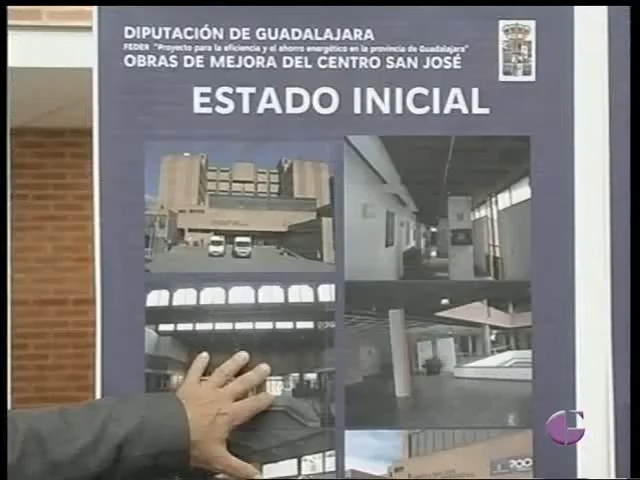 DIPUTACIÓN DE GUADALAJARA
FEDER "Proyecto para la eficiencia y el ahorro energético en la provincia de Guadalajara"
OBRAS DE MEJORA DEL CENTRO SAN JOSÉ
ESTADO INICIAL